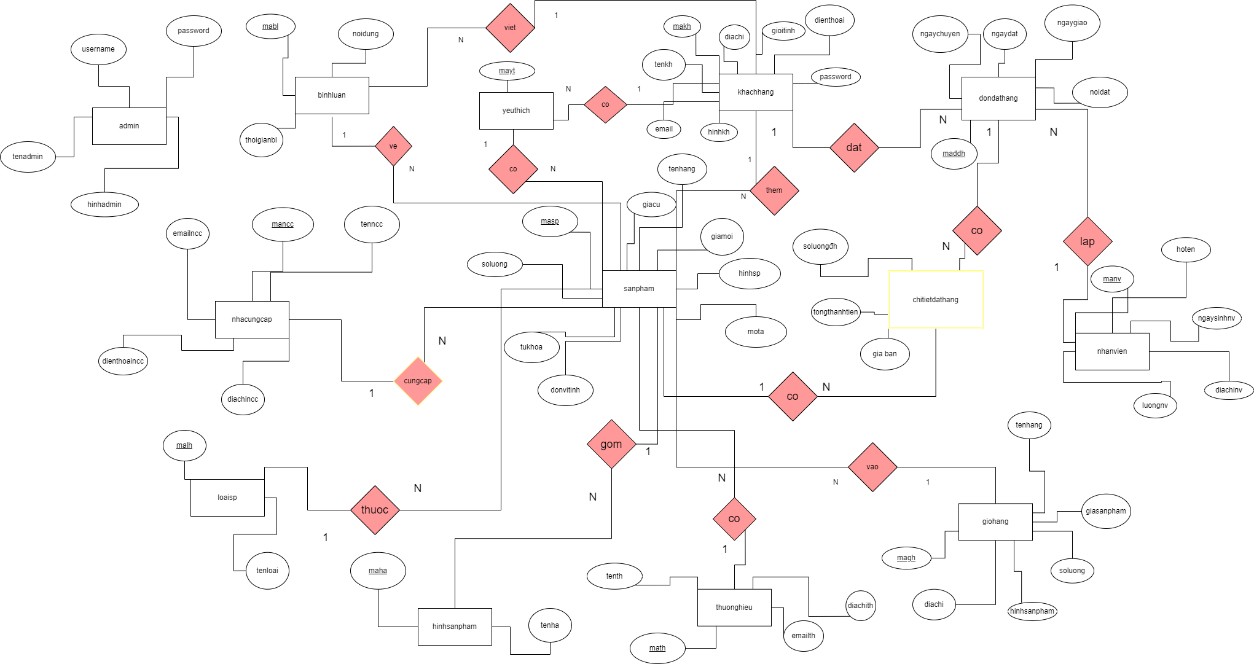 viet
1
N
makh
diachi
gioitinh
dienthoai
ngaychuyen
ngaydat
ngaygiao
password
username
mabl
noidung
mayt
tenkh
password
khachhang
binhluan
N
co
1
yeuthich
dondathang
noidat
admin
email
hinhkh
1
N
1
N
thoigianbl
1
ve
dat
maddh
tenadmin
1
co
N
N
tenhang
1
them
N
hinhadmin
giacu
masp
mancc
tenncc
emailncc
giamoi
co
N
lap
soluongđh
hoten
soluong
hinhsp
1
manv
sanpham
chitietdathang
nhacungcap
tongthanhtien
ngaysinhnv
mota
N
tukhoa
gia ban
nhanvien
dienthoaincc
cungcap
1
donvitinh
1
co
N
diachinv
diachincc
luongnv
tenhang
malh
gom
1
vao
N
1
N
N
N
loaisp
thuoc
1
co
giohang
giasanpham
1
magh
tenloai
maha
tenth
soluong
diachi
hinhsanpham
thuonghieu
diachith
hinhsanpham
tenha
emailth
math